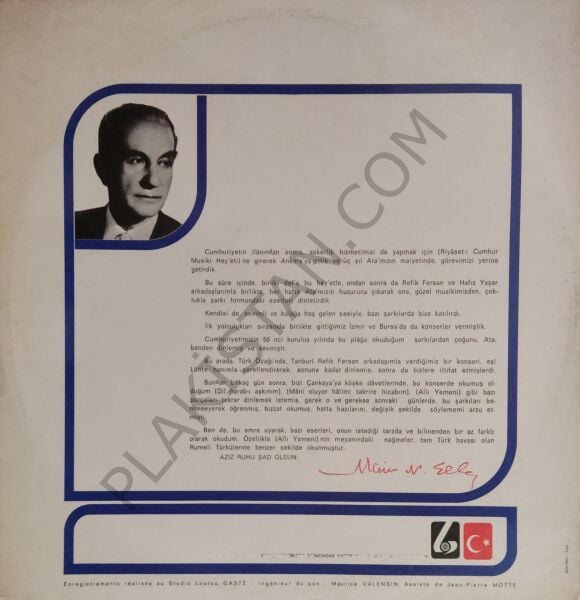 Cumhuriyetin ilânından sonra, askerlik hizmetimizi de yapmak için (Riyâset-i Cumhur
Musiki Hey'eti) ne girerek Ankara'ya gittik ve üç yıl Ata'mızın maiyetinde, görevimizi yerine
getirdik.
Bu süre içinde, birkaç def'a bu hey'etle, ondan sonra da Refik Fersan ve Hafız Yaşar
arkadaşlarımla birlikte, her hafta Ata'mızın huzuruna çıkarak ona, güzel musikimizden, çok-
lukla şarkı formundaki eserleri dinletirdik.
Kendisi de, ve kulağa hoş gelen sesiyle, bazı şarkılarda bize katılırdı.
İlk yolculukları sırasında birlikte gittiğimiz İzmir ve Bursa'da da konserler vermiştik.
Cumhuriyetimizin 50 nci kuruluş yılında bu plâğa okuduğum şarkılardan çoğunu, Ata,
benden dinlemiş ve sevmişti.
Bu arada, Türk Ocağı'nda, Tanburî Refik Fersan arkadaşımla verdiğimiz bir konseri, eşi
Lâtife hanımla şereflendirerek, sonuna kadar dinlemiş, sonra da bizlere iltifat etmişlerdi.
Bundan birkaç gün sonra, bizi Çankaya'ya köşke dâvetlerinde, bu konserde okumuş ol-
duğum (Dil harab-ı aşkınım), (Mâni oluyor hâlimi takrire hicabım), (Allı Yemeni) gibi bazı
parçaları tekrar dinlemek istemiş, gerek o ve gerekse sonraki günlerde, bu şarkıları be-
nimseyerek öğrenmiş, bizzat okumuş, hatta bazılarını, değişik şekilde söylememi arzu et-
mişti.
Ben de, bu emre uyarak, bazı eserleri, onun istediği tarzda ve bilinenden bir az farklı
olarak okudum. Özellikle (Allı Yemeni)'nin meyanındaki nağmeler, tam Türk havası olan
Rumeli Türkülerine benzer şekilde okunmuştur.
AZİZ RUHU ŞAD OLSUN.
PLAKISTAN.COM
Enregistrements réalisés au Studio Loulou GASTÉ - Ingénieur du son : Maurice VALENSIN, Assisté de Jean-Pierre MOTTE